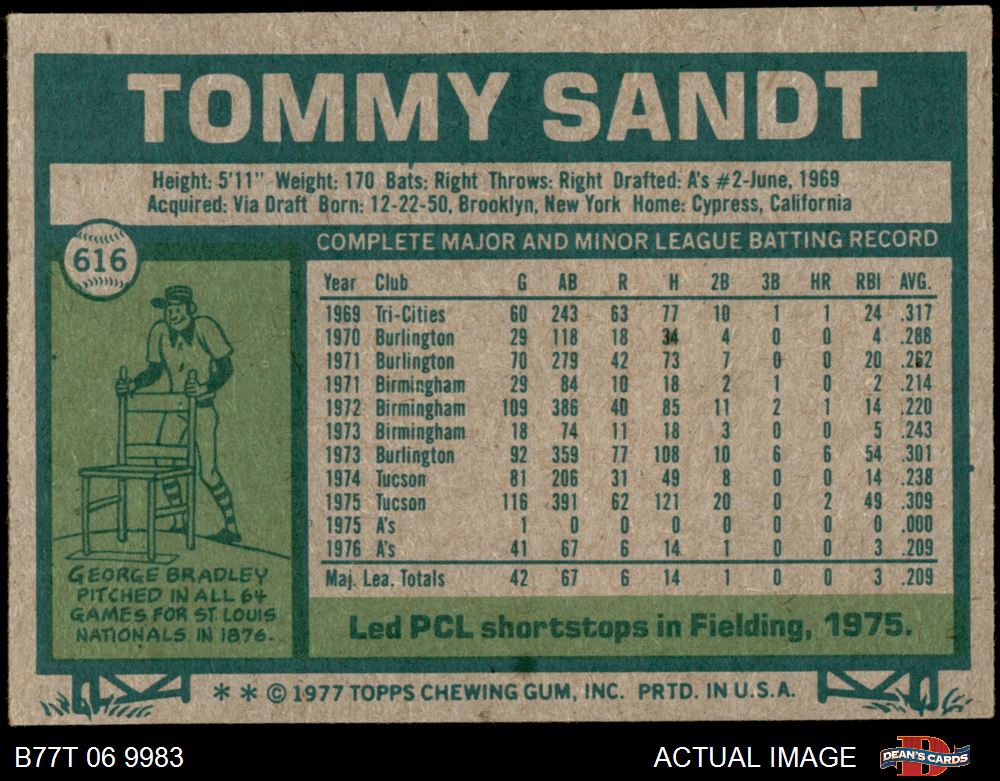 TOMMY SANDT
Height: 5'11" Weight: 170 Bats: Right Throws: Right Drafted: A's #2-June, 1969
Acquired: Via Draft Born: 12-22-50, Brooklyn, New York Home: Cypress, California
616
COMPLETE MAJOR AND MINOR LEAGUE BATTING RECORD
Year Club G AB R H 2B 3B HR RBI AVG.
1969 Tri-Cities 60 243 63 77 10 1 1 24 .317
1970 Burlington 29 118 18 34 4 0 0 4 .288
1971 Burlington 70 279 42 73 7 0 0 20 .262
1971 Birmingham 29 84 10 18 2 1 0 2 .214
1972 Birmingham 109 386 40 85 11 2 1 14 .220
1973 Birmingham 18 74 11 18 3 0 0 5 .243
1973 Burlington 92 359 77 108 10 6 6 54 .301
1974 Tucson 81 206 31 49 8 0 0 14 .238
1975 Tucson 116 391 62 121 20 0 2 49 .309
1975 A's 1 0 0 0 0 0 0 0 .000
1976 A's 41 67 6 14 1 0 0 3 .209
Maj. Lea. Totals 42 67 6 14 1 0 0 3 .209
GEORGE BRADLEY
PITCHED IN ALL 64
GAMES FOR ST. LOUIS
NATIONALS IN 1876.
Led PCL shortstops in Fielding, 1975.
* * © 1977 TOPPS CHEWING GUM, INC. PRTD. IN U.S.A.
B77T 06 9983
ACTUAL IMAGE
DEAN'S CARDS